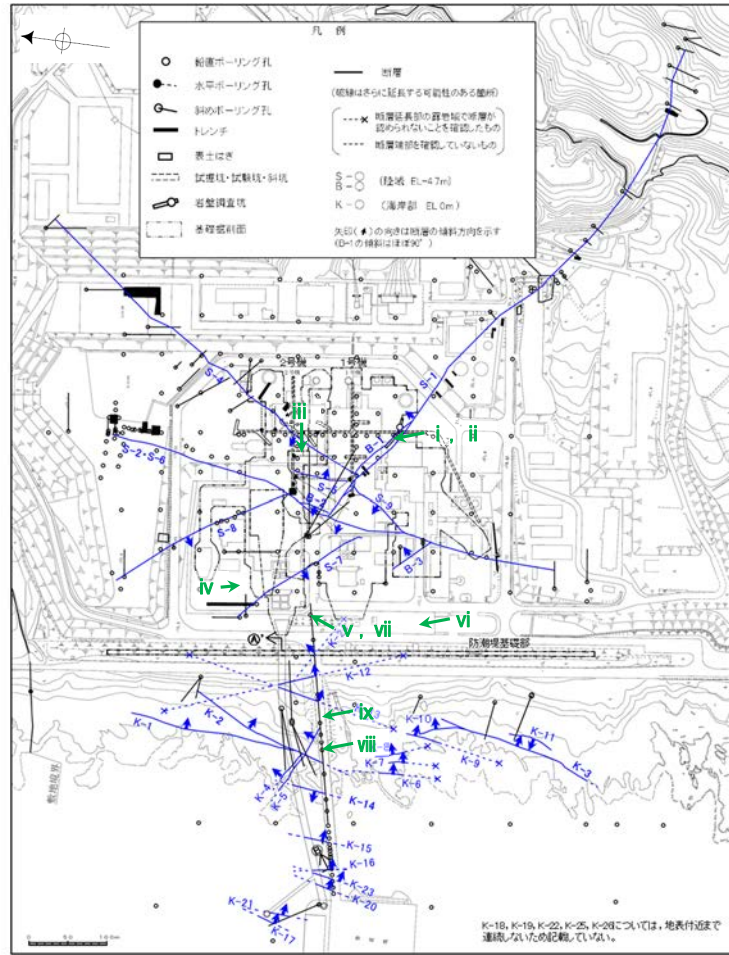 凡 例
鉛直ボーリング孔
水平ボーリング孔
斜めボーリング孔
トレンチ
表土はぎ
試掘坑・試験坑・斜坑
岩盤調査坑
基礎掘削面
断層
(破線はさらに延長する可能性のある箇所)
断層延長部の露岩域で断層が
認められないことを確認したもの
断層端部を確認していないもの
S-○
B-○
(陸域 EL-4.7m)
K-○
(海岸部 EL 0m)
矢印( )の向きは断層の傾斜方向を示す
(B-1の傾斜はほぼ90°)
S-4
2号機
1号機
S-1
iii
i , ii
B-1
S-2・S-6
S-9
S-8
B-3
S-7
iv
v , vii
vi
防潮堤基礎部
Ⓐ'
K-12
K-1
K-2
ix
K-10
K-11
viii
K-7
K-9
K-3
K-6
K-4
K-5
K-14
敷地境界
K-15
K-16
K-23
K-20
K-21
K-17
K-18, K-19, K-22, K-25, K-26については, 地表付近まで
連続しないため記載していない。
0 50 100m